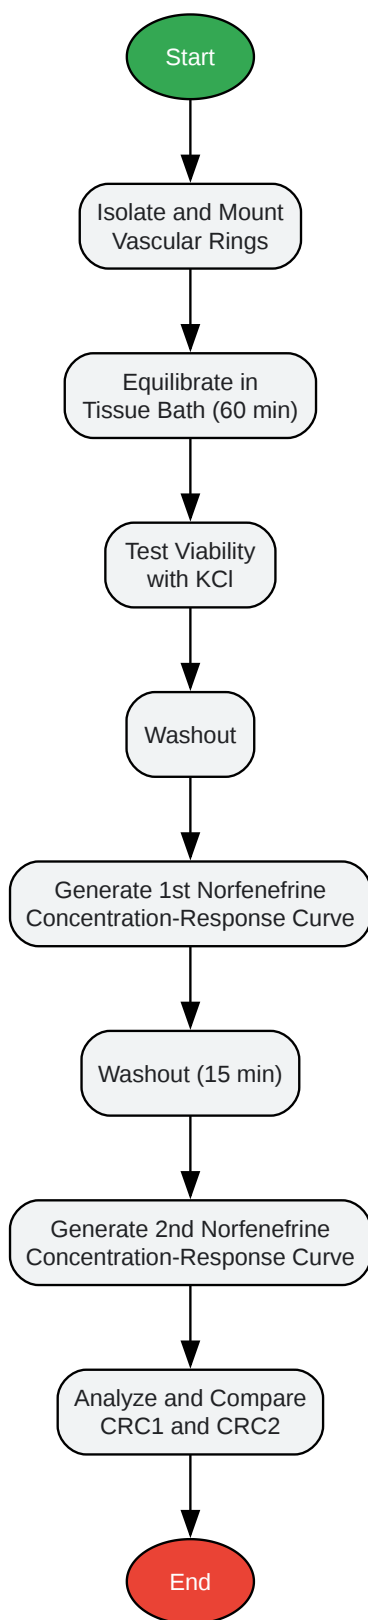 Start
Isolate and Mount
Vascular Rings
Equilibrate in
Tissue Bath (60 min)
Test Viability
with KCl
Washout
Generate 1st Norfenefrine
Concentration-Response Curve
Washout (15 min)
Generate 2nd Norfenefrine
Concentration-Response Curve
Analyze and Compare
CRC1 and CRC2
End